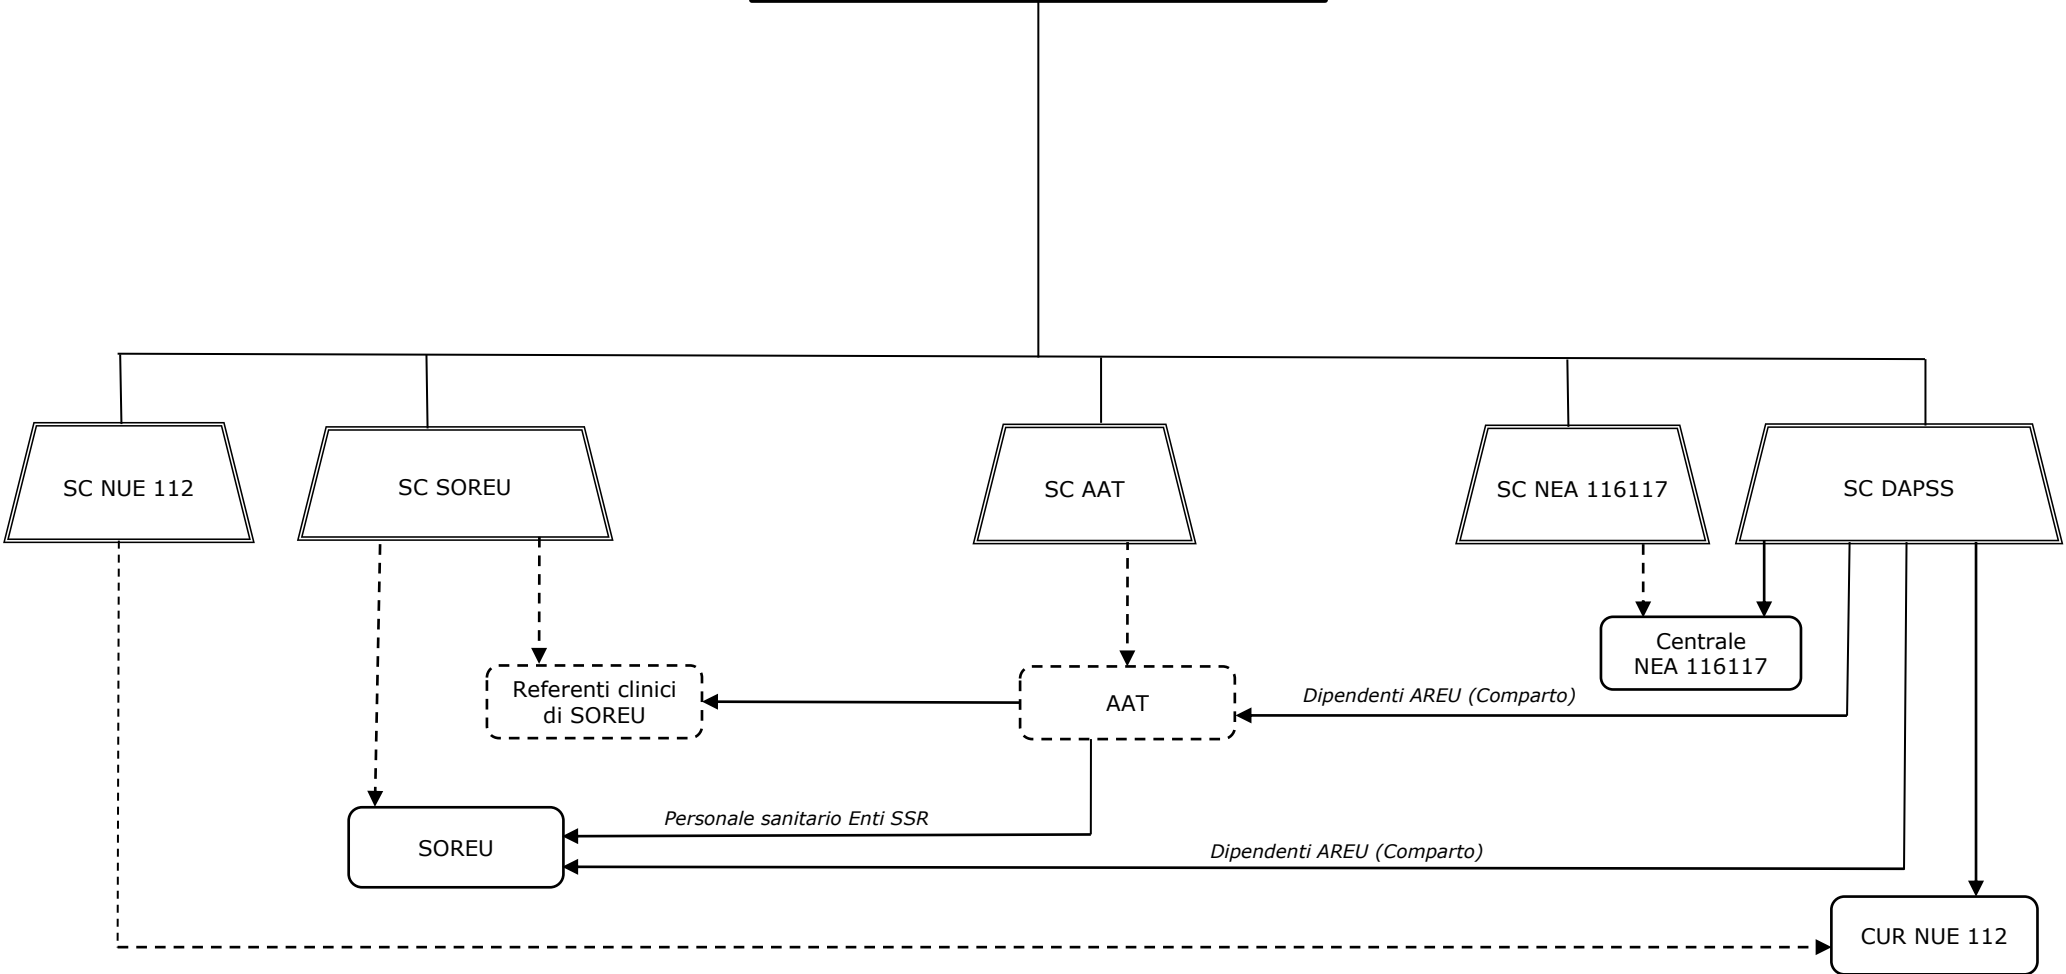 SC NUE 112
SC SOREU
SC AAT
SC NEA 116117
SC DAPSS
Centrale
NEA 116117
Referenti clinici
di SOREU
AAT
Dipendenti AREU (Comparto)
Personale sanitario Enti SSR
SOREU
Dipendenti AREU (Comparto)
CUR NUE 112